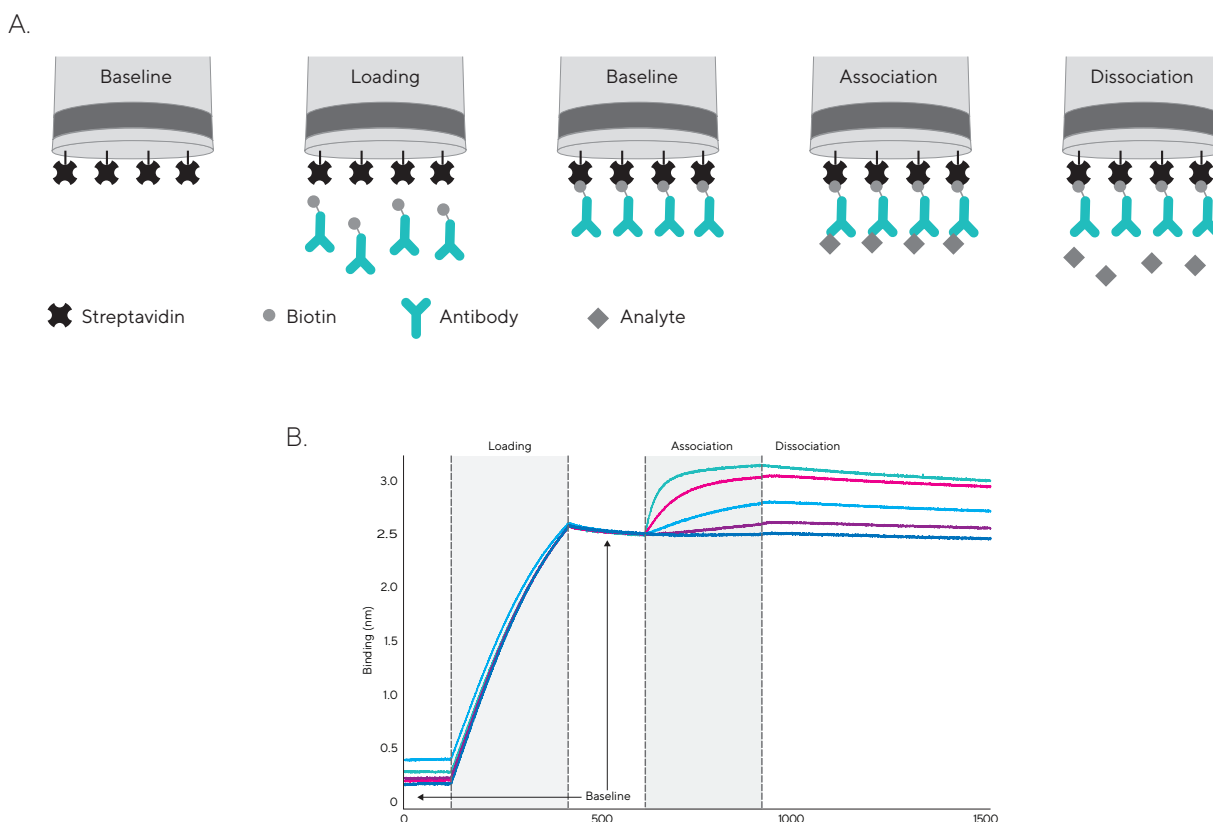 A.
Baseline
Loading
Baseline
Association
Dissociation
Streptavidin
Biotin
Antibody
Analyte
B.
Loading
Association
Dissociation
3.0
2.5
2.0
1.5
1.0
0.5
0
Binding (nm)
Baseline
0
500
1000
1500